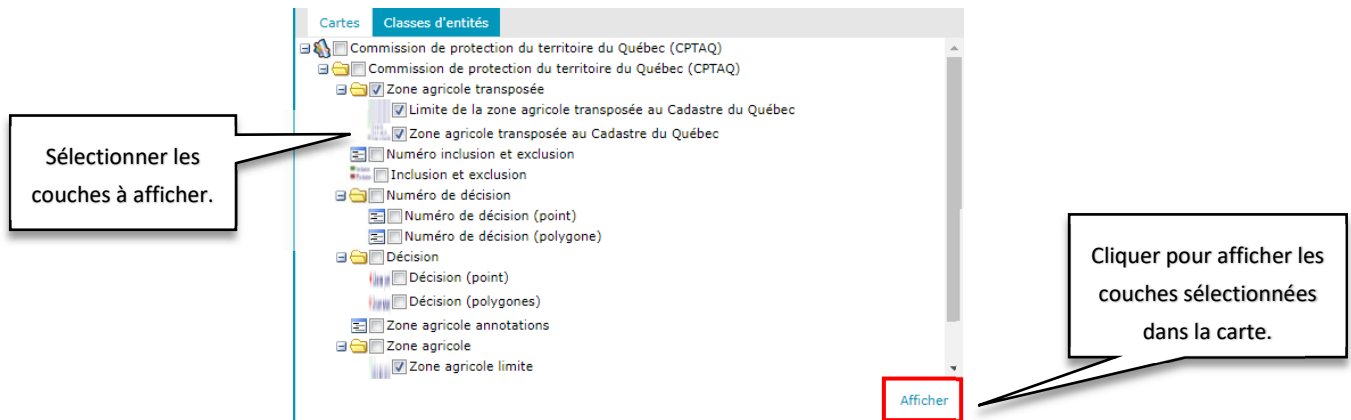 Cartes Classes d'entités
Commission de protection du territoire du Québec (CPTAQ)
Commission de protection du territoire du Québec (CPTAQ)
Zone agricole transposée
Limite de la zone agricole transposée au Cadastre du Québec
Zone agricole transposée au Cadastre du Québec
Numéro inclusion et exclusion
Inclusion et exclusion
Numéro de décision
Numéro de décision (point)
Numéro de décision (polygone)
Décision
Décision (point)
Décision (polygones)
Zone agricole annotations
Zone agricole
Zone agricole limite
Afficher
Sélectionner les
couches à afficher.
Cliquer pour afficher les
couches sélectionnées
dans la carte.